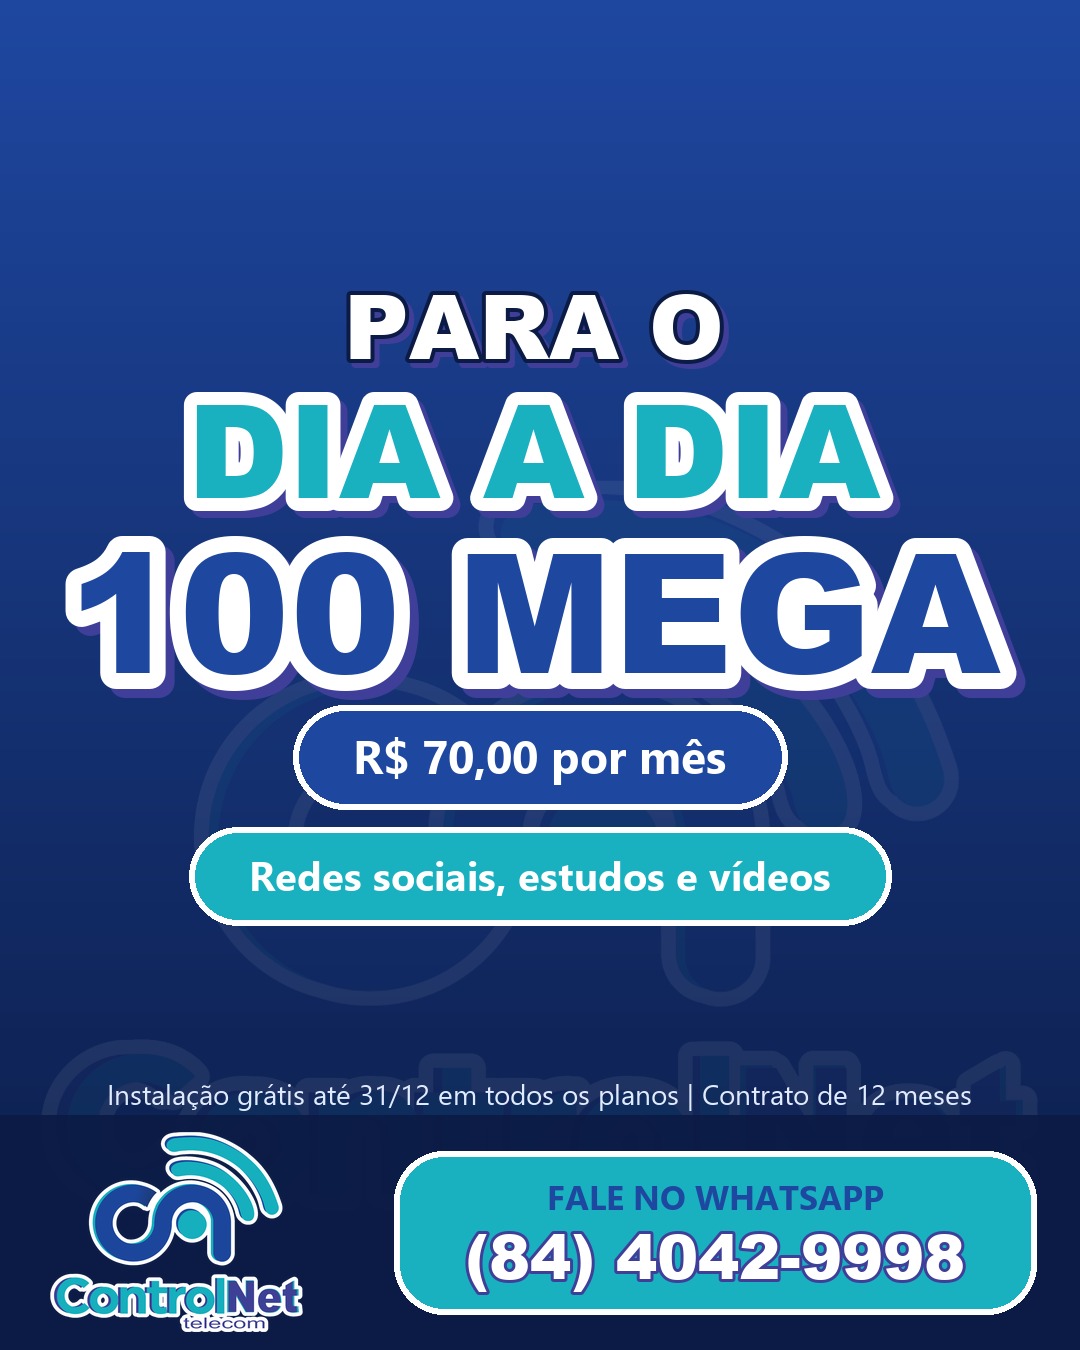 PARA O
DIA A DIA
100 MEGA
R$ 70,00 por mês
Redes sociais, estudos e vídeos
Instalação grátis até 31/12 em todos os planos | Contrato de 12 meses
ControlNet
telecom
FALE NO WHATSAPP
(84) 4042-9998